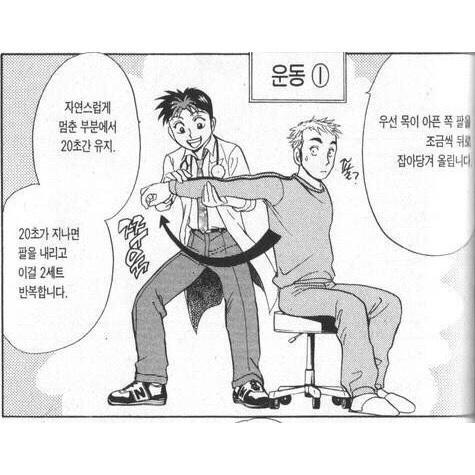 운동 ①
우선 목이 아픈 쪽 팔을
조금씩 뒤로
잡아당겨 올립니다
자연스럽게
멈춘 부분에서
20초간 유지.
20초가 지나면
팔을 내리고
이걸 2세트
반복합니다.